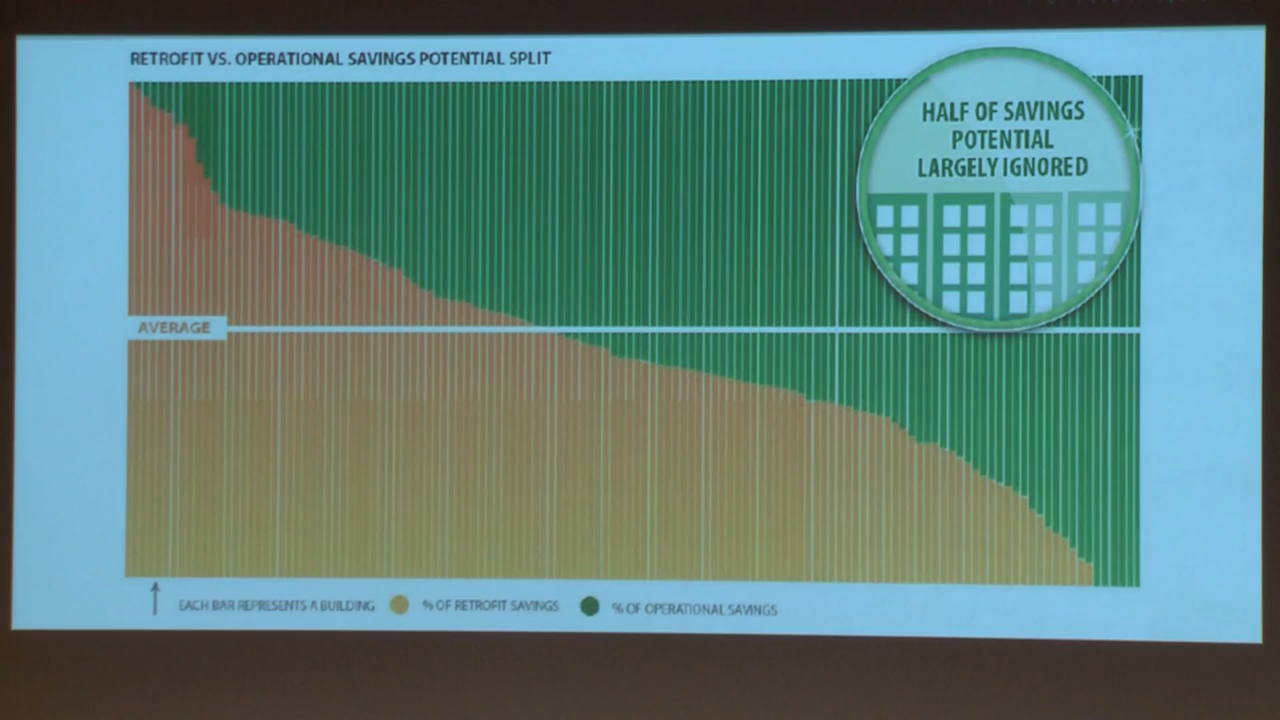 RETROFIT VS. OPERATIONAL SAVINGS POTENTIAL SPLIT
HALF OF SAVINGS
POTENTIAL
LARGELY IGNORED
AVERAGE
EACH BAR REPRESENTS A BUILDING
% OF RETROFIT SAVINGS
% OF OPERATIONAL SAVINGS